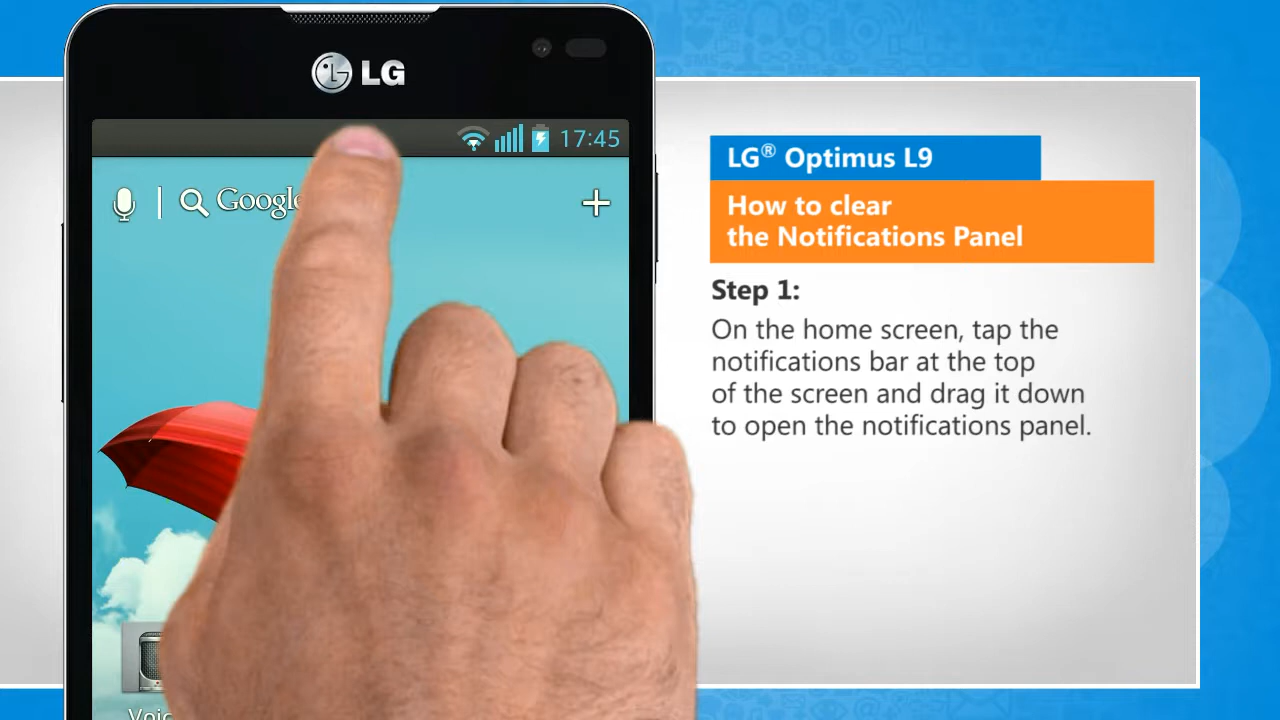 LG
17:45
Google
LG® Optimus L9
How to clear
the Notifications Panel
Step 1:
On the home screen, tap the
notifications bar at the top
of the screen and drag it down
to open the notifications panel.